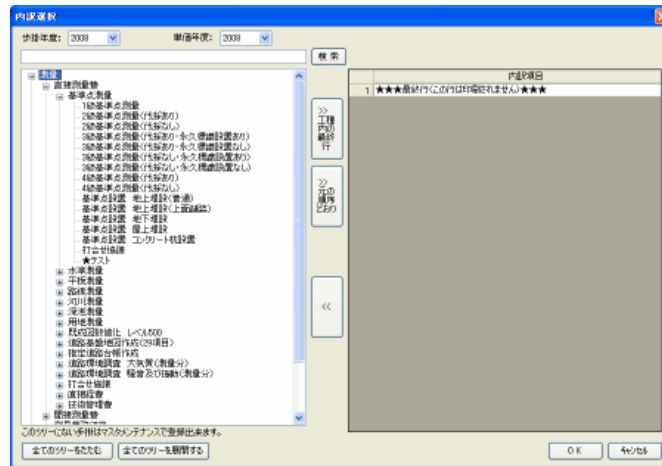 内訳選択
歩掛年度: 2008 単価年度: 2008
検索
測量
直接測量費
基準点測量
1級基準点測量
2級基準点測量(伐採あり)
2級基準点測量(伐採なし)
3級基準点測量(伐採あり・永久標識設置あり)
3級基準点測量(伐採あり・永久標識設置なし)
3級基準点測量(伐採なし・永久標識設置あり)
3級基準点測量(伐採なし・永久標識設置なし)
4級基準点測量(伐採あり)
4級基準点測量(伐採なし)
基準点設置 地上埋設(普通)
基準点設置 地上埋設(上面舗装)
基準点設置 地下埋設
基準点設置 屋上埋設
基準点設置 コンクリート杭設置
打合せ協議
★テスト
水準測量
平板測量
路線測量
河川測量
深浅測量
用地測量
既成図数値化 レベル500
道路基盤地図作成(29項目)
指定道路台帳作成
道路環境調査 大気質(測量分)
道路環境調査 騒音及び振動(測量分)
打合せ協議
直接経費
技術管理費
間接測量費
このツリーにない歩掛はマスタメンテナンスで登録出来ます。
全てのツリーをたたむ 全てのツリーを展開する
>>
工種内の最終行
>>
元の順序どおり
<<
内訳項目
1 ★★★最終行(この行は印刷されません)★★★
OK キャンセル